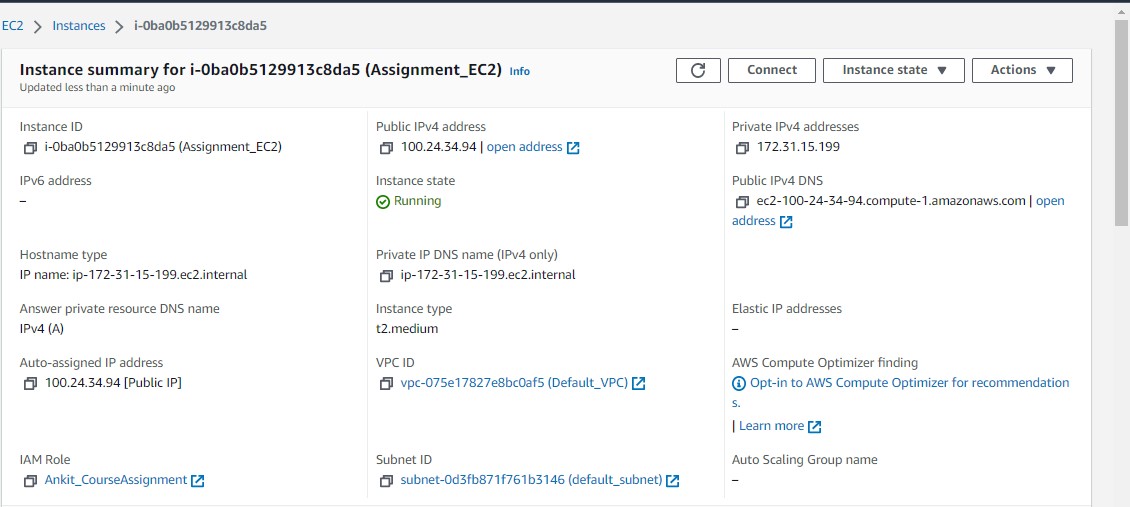 EC2 > Instances > i-0ba0b5129913c8da5
Instance summary for i-0ba0b5129913c8da5 (Assignment_EC2) Info
Updated less than a minute ago
Connect
Instance state
Actions
Instance ID
i-0ba0b5129913c8da5 (Assignment_EC2)
Public IPv4 address
100.24.34.94 | open address
Private IPv4 addresses
172.31.15.199
IPv6 address
–
Instance state
Running
Public IPv4 DNS
ec2-100-24-34-94.compute-1.amazonaws.com | open
address
Hostname type
IP name: ip-172-31-15-199.ec2.internal
Private IP DNS name (IPv4 only)
ip-172-31-15-199.ec2.internal
Answer private resource DNS name
IPv4 (A)
Instance type
t2.medium
Elastic IP addresses
–
Auto-assigned IP address
100.24.34.94 [Public IP]
VPC ID
vpc-075e17827e8bc0af5 (Default_VPC)
AWS Compute Optimizer finding
Opt-in to AWS Compute Optimizer for recommendation
s.
| Learn more
IAM Role
Ankit_CourseAssignment
Subnet ID
subnet-0d3fb871f761b3146 (default_subnet)
Auto Scaling Group name
–